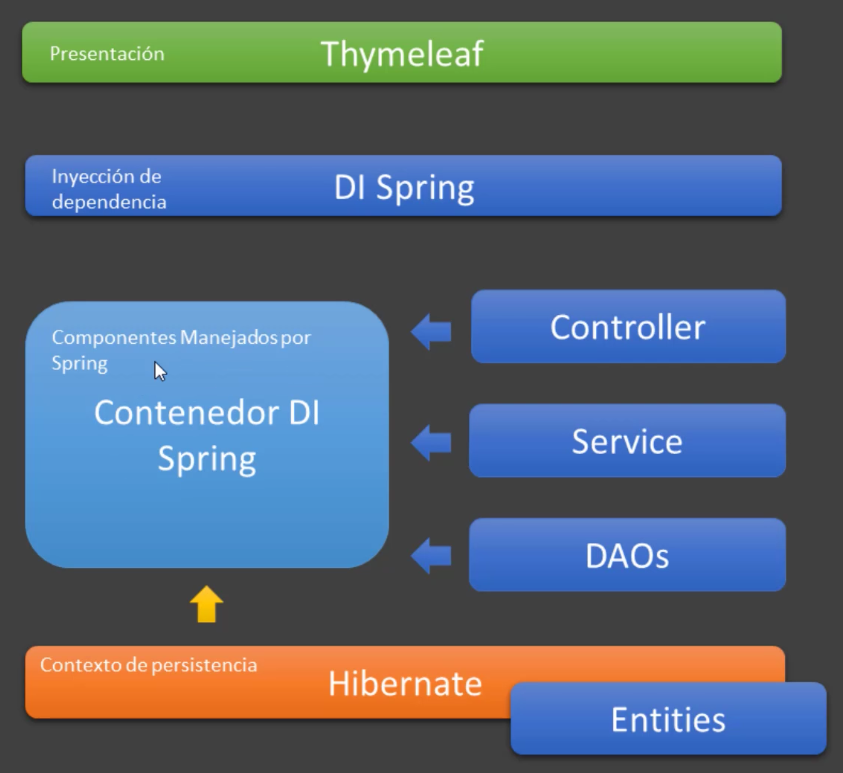 Presentación
Thymeleaf
Inyección de
dependencia
DI Spring
Componentes Manejados por
Spring
Contenedor DI
Spring
Controller
Service
DAOs
Contexto de persistencia
Hibernate
Entities